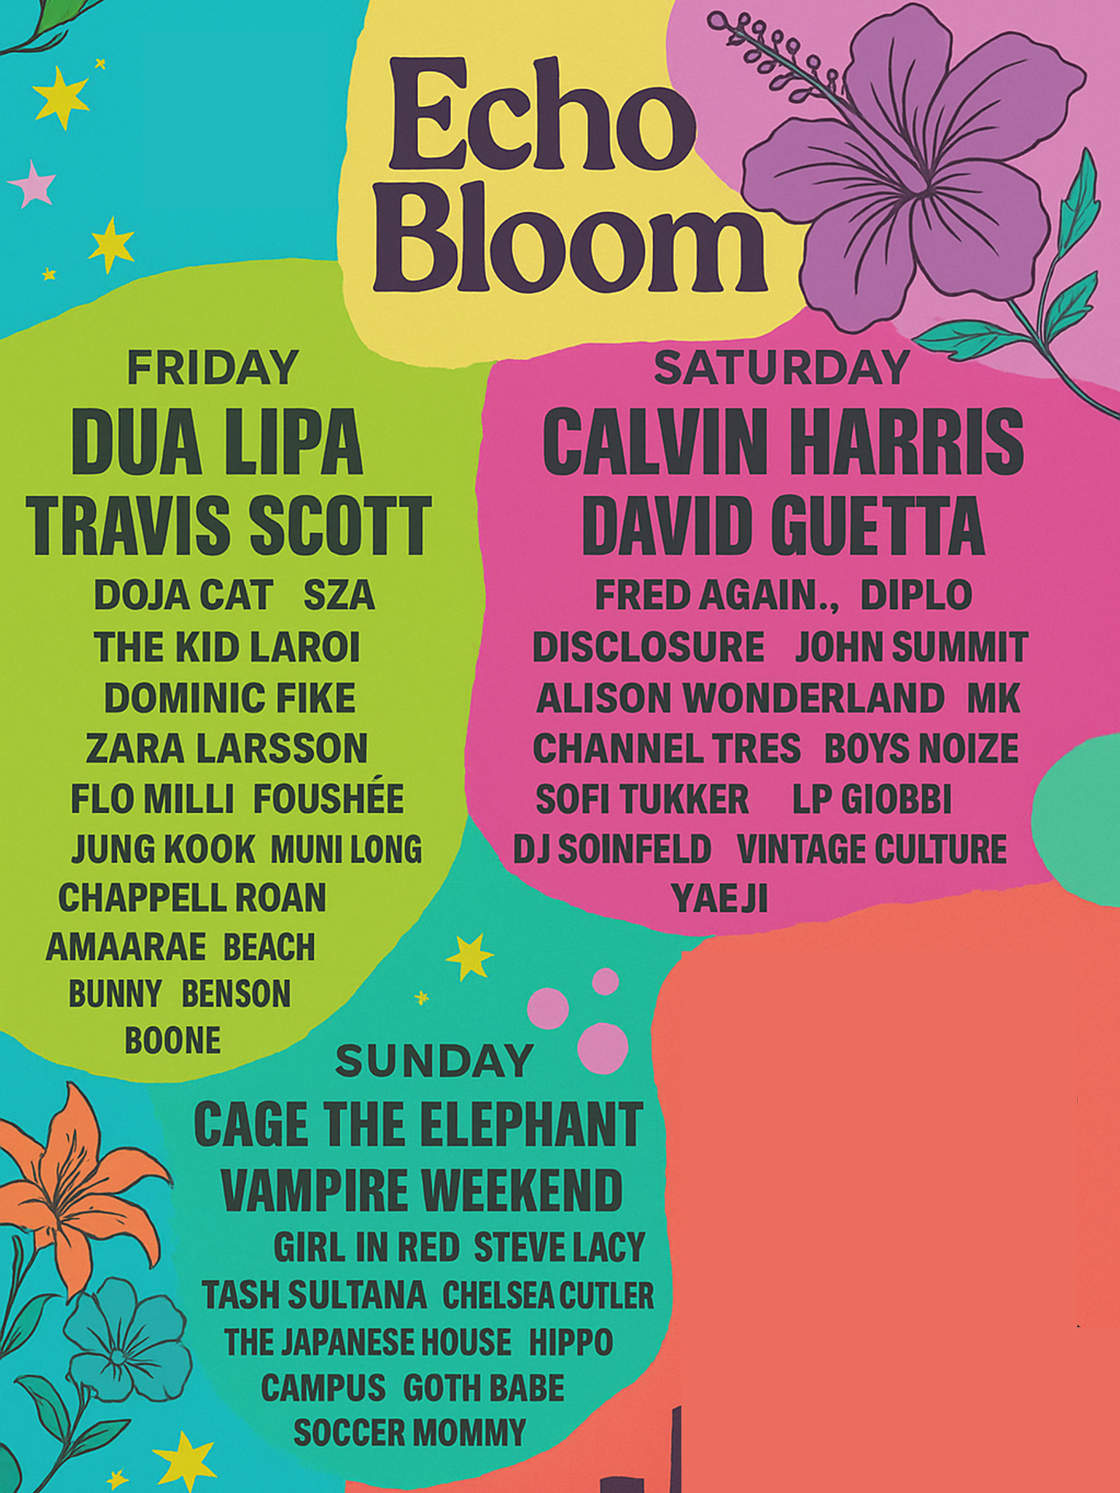 Echo
Bloom
FRIDAY
DUA LIPA
TRAVIS SCOTT
DOJA CAT SZA
THE KID LAROI
DOMINIC FIKE
ZARA LARSSON
FLO MILLI FOUSHÉE
JUNG KOOK MUNI LONG
CHAPPELL ROAN
AMAARAE BEACH
BUNNY BENSON
BOONE
SATURDAY
CALVIN HARRIS
DAVID GUETTA
FRED AGAIN., DIPLO
DISCLOSURE JOHN SUMMIT
ALISON WONDERLAND MK
CHANNEL TRES BOYS NOIZE
SOFI TUKKER LP GIOBBI
DJ SOINFELD VINTAGE CULTURE
YAEJI
SUNDAY
CAGE THE ELEPHANT
VAMPIRE WEEKEND
GIRL IN RED STEVE LACY
TASH SULTANA CHELSEA CUTLER
THE JAPANESE HOUSE HIPPO
CAMPUS GOTH BABE
SOCCER MOMMY